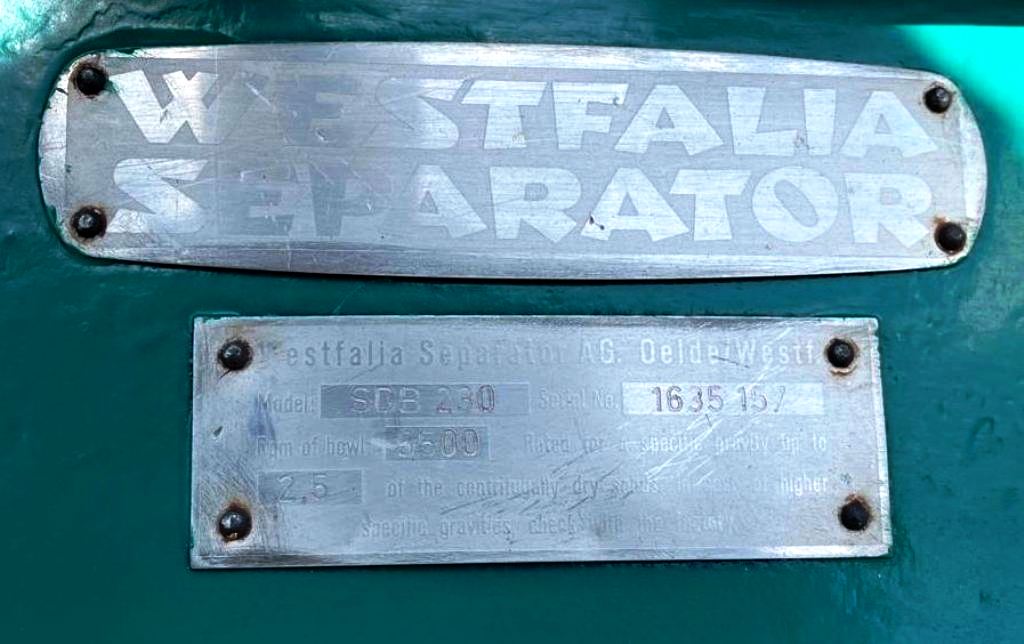 WESTFALIA
SEPARATOR
Westfalia Separator AG. Oelde/Westf.
Model: SDB 230 Serial No. 1635 157
Rpm of bowl 5500 Rated for a specific gravity up to
2,5 of the centrifugally dry solids. In case of higher
specific gravities check with the factory